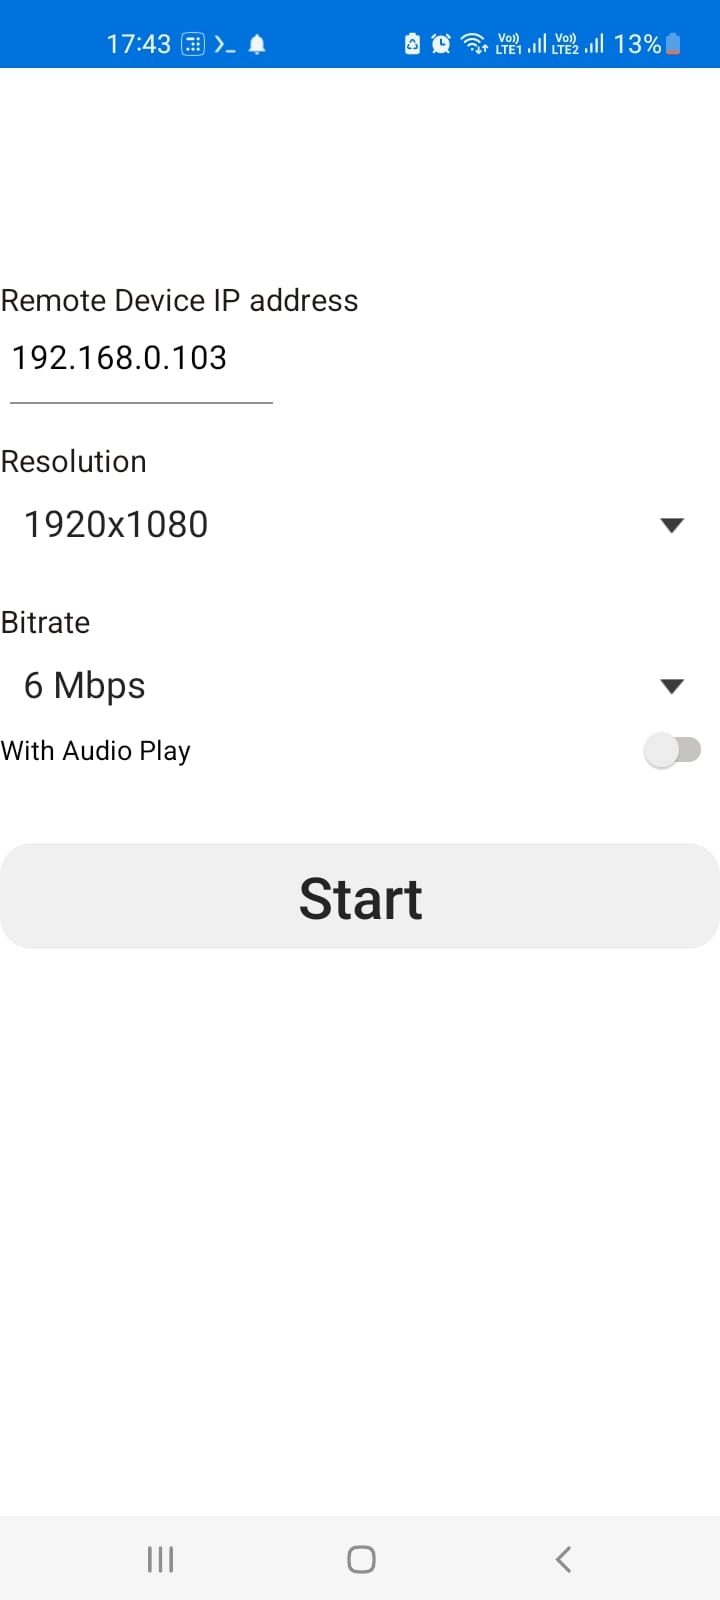 17:43 Vo)) LTE1 Vo)) LTE2 13%
Remote Device IP address
192.168.0.103
Resolution
1920x1080
Bitrate
6 Mbps
With Audio Play
Start